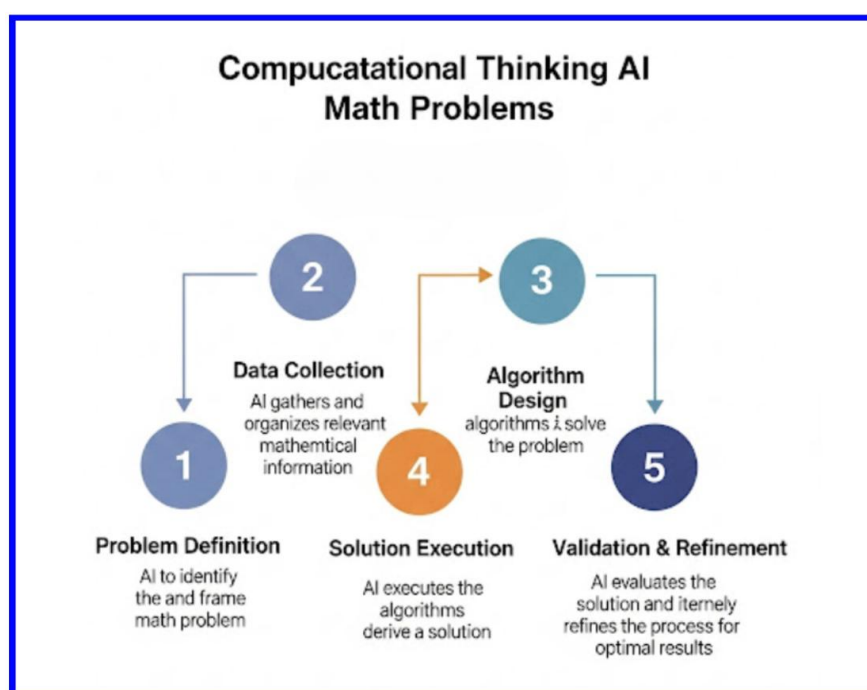 Compucatational Thinking AI
Math Problems
2
3
Data Collection
AI gathers and
organizes relevant
mathemtical
information
Algorithm
Design
algorithms solve
the problem
1
4
5
Problem Definition
AI to identify
the and frame
math problem
Solution Execution
AI executes the
algorithms
derive a solution
Validation & Refinement
AI evaluates the
solution and iternely
refines the process for
optimal results